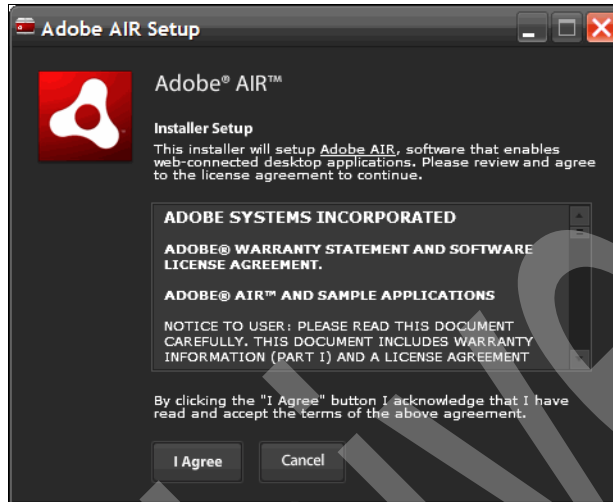 Adobe AIR Setup
Adobe® AIR™
Installer Setup
This installer will setup Adobe AIR, software that enables
web-connected desktop applications. Please review and agree
to the license agreement to continue.
ADOBE SYSTEMS INCORPORATED
ADOBE® WARRANTY STATEMENT AND SOFTWARE
LICENSE AGREEMENT.
ADOBE® AIR™ AND SAMPLE APPLICATIONS
NOTICE TO USER: PLEASE READ THIS DOCUMENT
CAREFULLY. THIS DOCUMENT INCLUDES WARRANTY
INFORMATION (PART I) AND A LICENSE AGREEMENT
By clicking the "I Agree" button I acknowledge that I have
read and accept the terms of the above agreement.
I Agree
Cancel